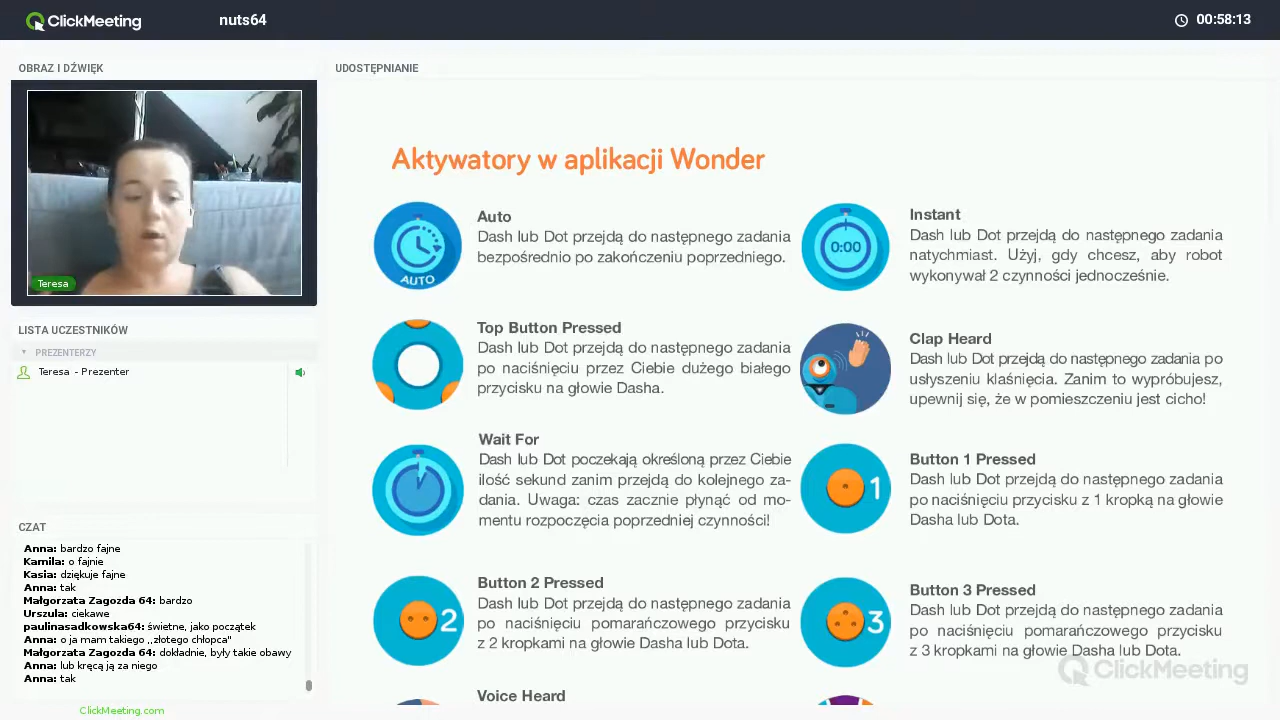 ClickMeeting
nuts64
00:58:13
OBRAZ I DŹWIĘK
Teresa
LISTA UCZESTNIKÓW
PREZENTERZY
Teresa - Prezenter
CZAT
Anna: bardzo fajne
Kamila: o fajnie
Kasia: dziękuje fajne
Anna: tak
Małgorzata Zagozda 64: bardzo
Urszula: ciekawe
paulinasadkowska64: świetne, jako początek
Anna: o ja mam takiego ,,złotego chłopca"
Małgorzata Zagozda 64: dokładnie, były takie obawy
Anna: lub kręcą ją za niego
Anna: tak
ClickMeeting.com
UDOSTĘPNIANIE
Aktywatory w aplikacji Wonder
AUTO
Auto
Dash lub Dot przejdą do następnego zadania
bezpośrednio po zakończeniu poprzedniego.
0:00
Instant
Dash lub Dot przejdą do następnego zadania
natychmiast. Użyj, gdy chcesz, aby robot
wykonywał 2 czynności jednocześnie.
Top Button Pressed
Dash lub Dot przejdą do następnego zadania
po naciśnięciu przez Ciebie dużego białego
przycisku na głowie Dasha.
Clap Heard
Dash lub Dot przejdą do następnego zadania po
usłyszeniu klaśnięcia. Zanim to wypróbujesz,
upewnij się, że w pomieszczeniu jest cicho!
Wait For
Dash lub Dot poczekają określoną przez Ciebie
ilość sekund zanim przejdą do kolejnego za-
dania. Uwaga: czas zacznie płynąć od mo-
mentu rozpoczęcia poprzedniej czynności!
1
Button 1 Pressed
Dash lub Dot przejdą do następnego zadania
po naciśnięciu przycisku z 1 kropką na głowie
Dasha lub Dota.
2
Button 2 Pressed
Dash lub Dot przejdą do następnego zadania
po naciśnięciu pomarańczowego przycisku
z 2 kropkami na głowie Dasha lub Dota.
3
Button 3 Pressed
Dash lub Dot przejdą do następnego zadania
po naciśnięciu pomarańczowego przycisku
z 3 kropkami na głowie Dasha lub Dota.
Voice Heard
ClickMeeting